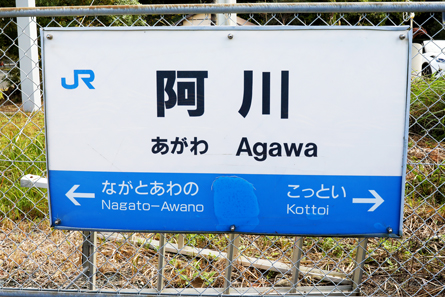 JR
阿川
あがわ Agawa
← ながとあわの こっとい →
Nagato-Awano Kottoi